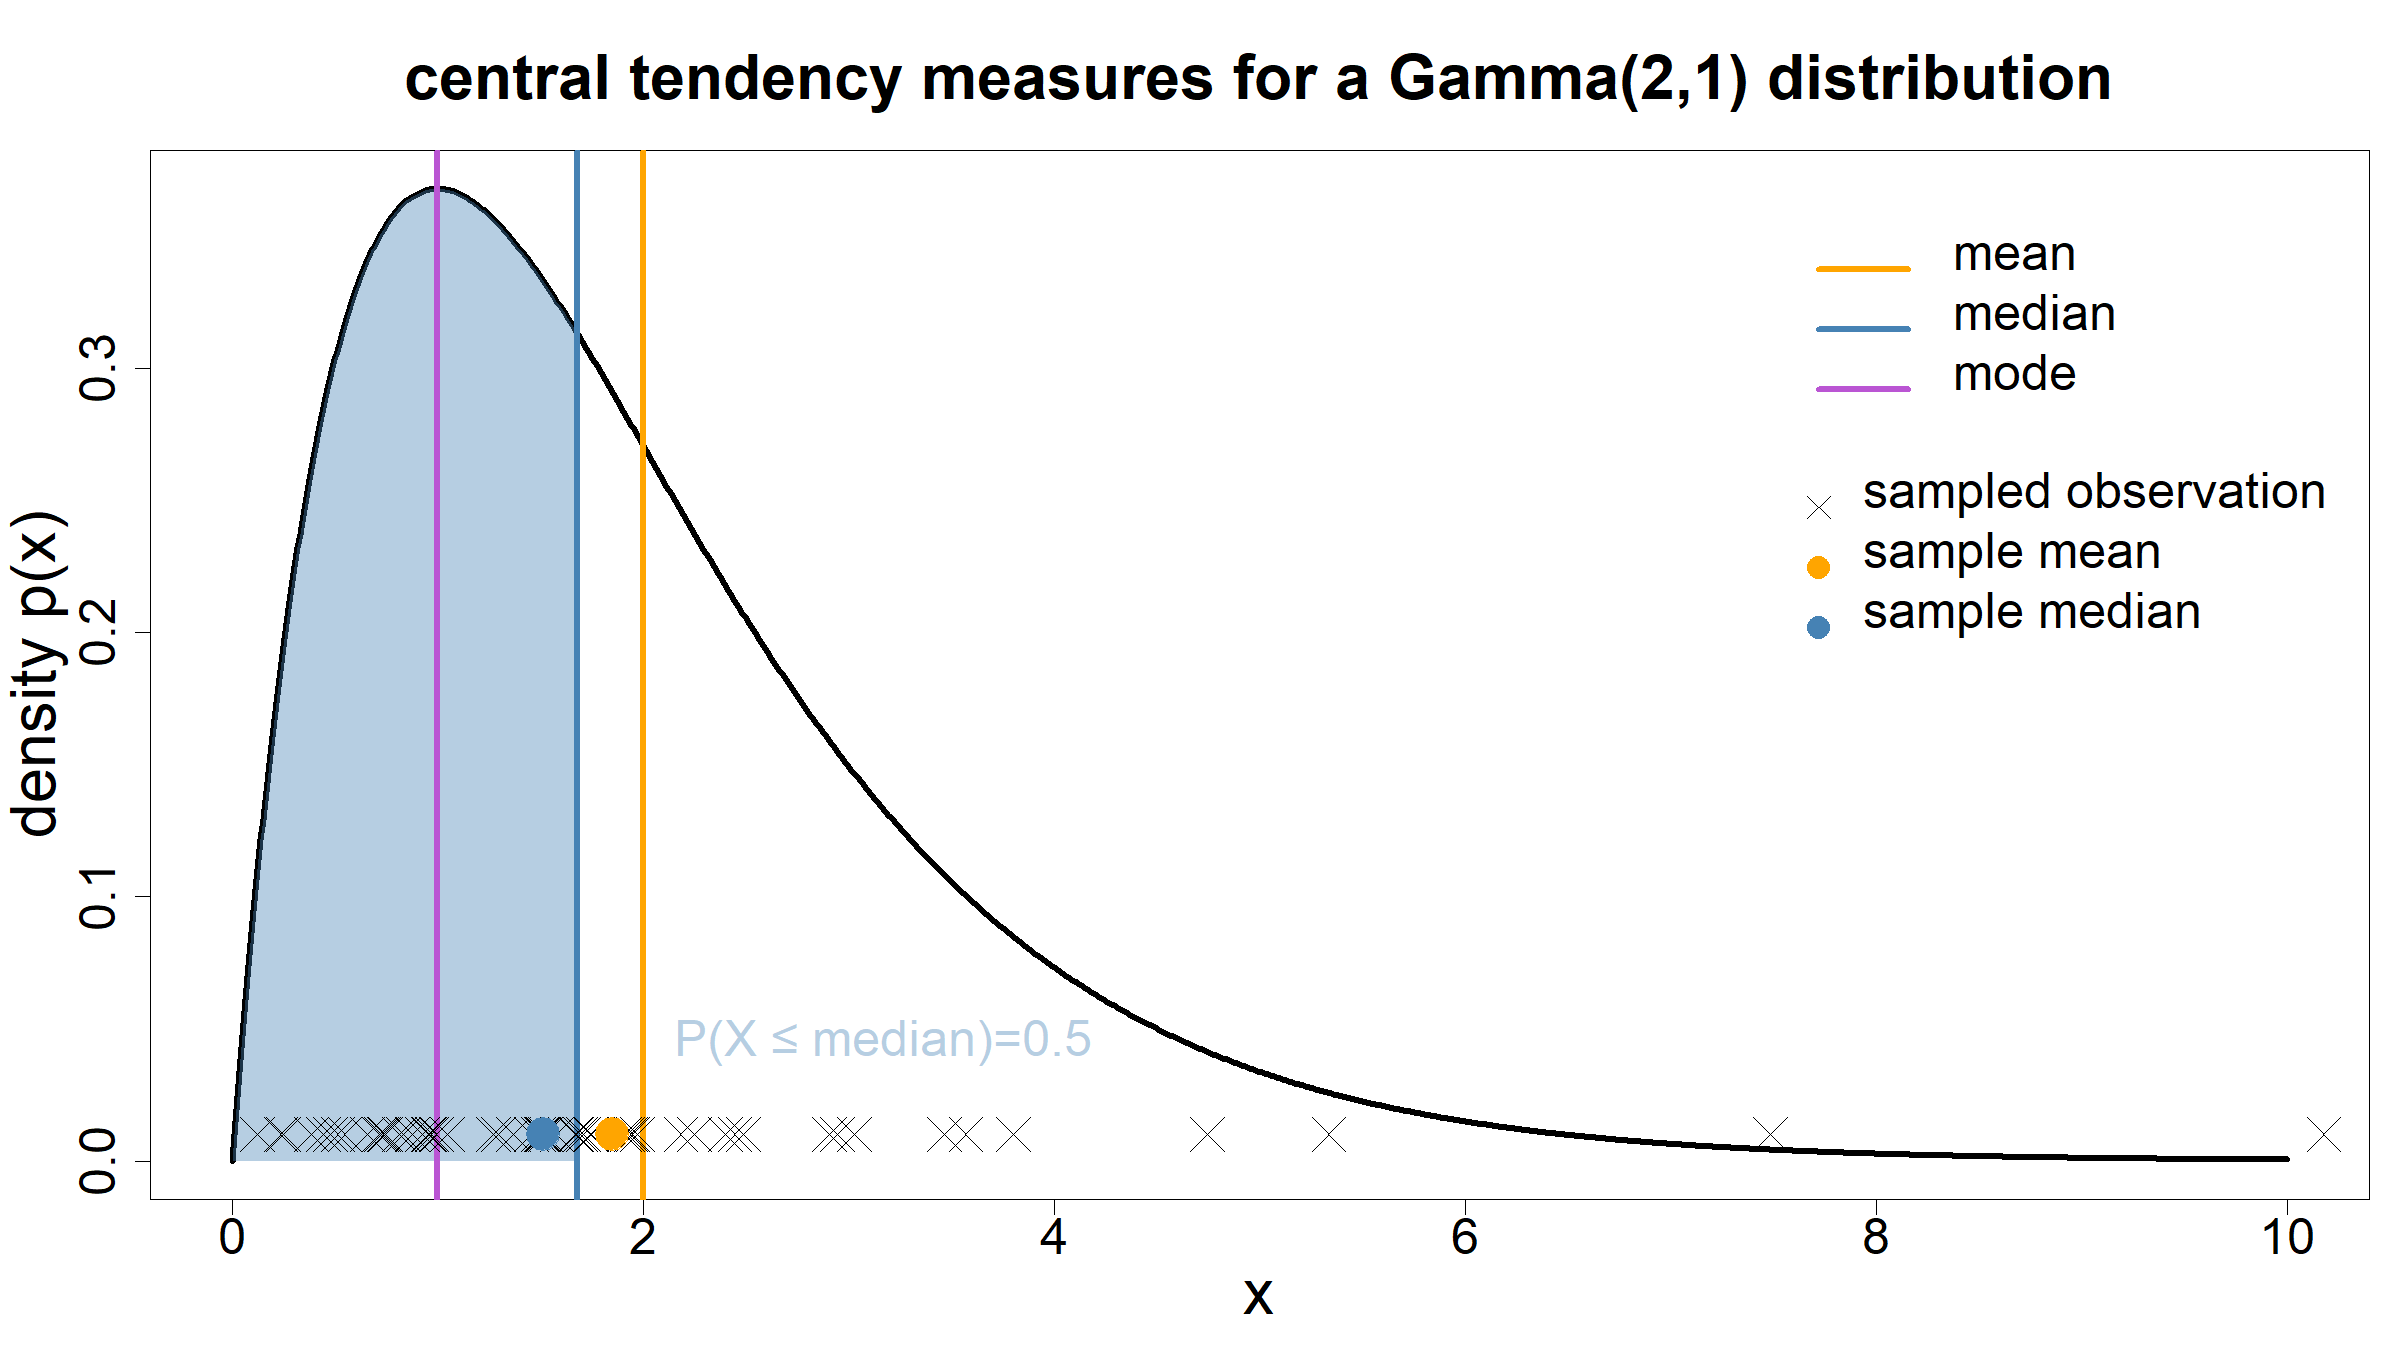 central tendency measures for a Gamma(2,1) distribution
mean
median
mode
sampled observation
sample mean
sample median
density p(x)
0.3
0.2
0.1
0.0
P(X ≤ median)=0.5
0 2 4 6 8 10
x